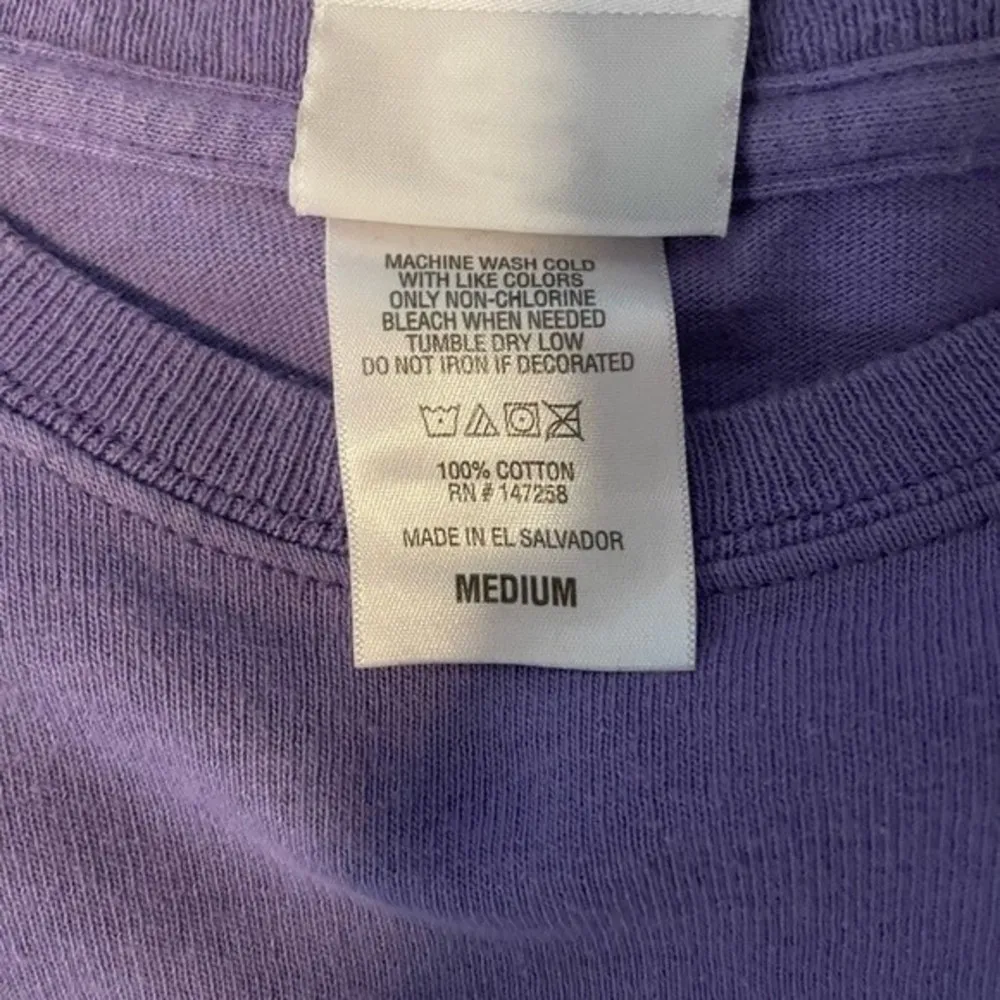 MACHINE WASH COLD
WITH LIKE COLORS
ONLY NON-CHLORINE
BLEACH WHEN NEEDED
TUMBLE DRY LOW
DO NOT IRON IF DECORATED
100% COTTON
RN # 147258
MADE IN EL SALVADOR
MEDIUM